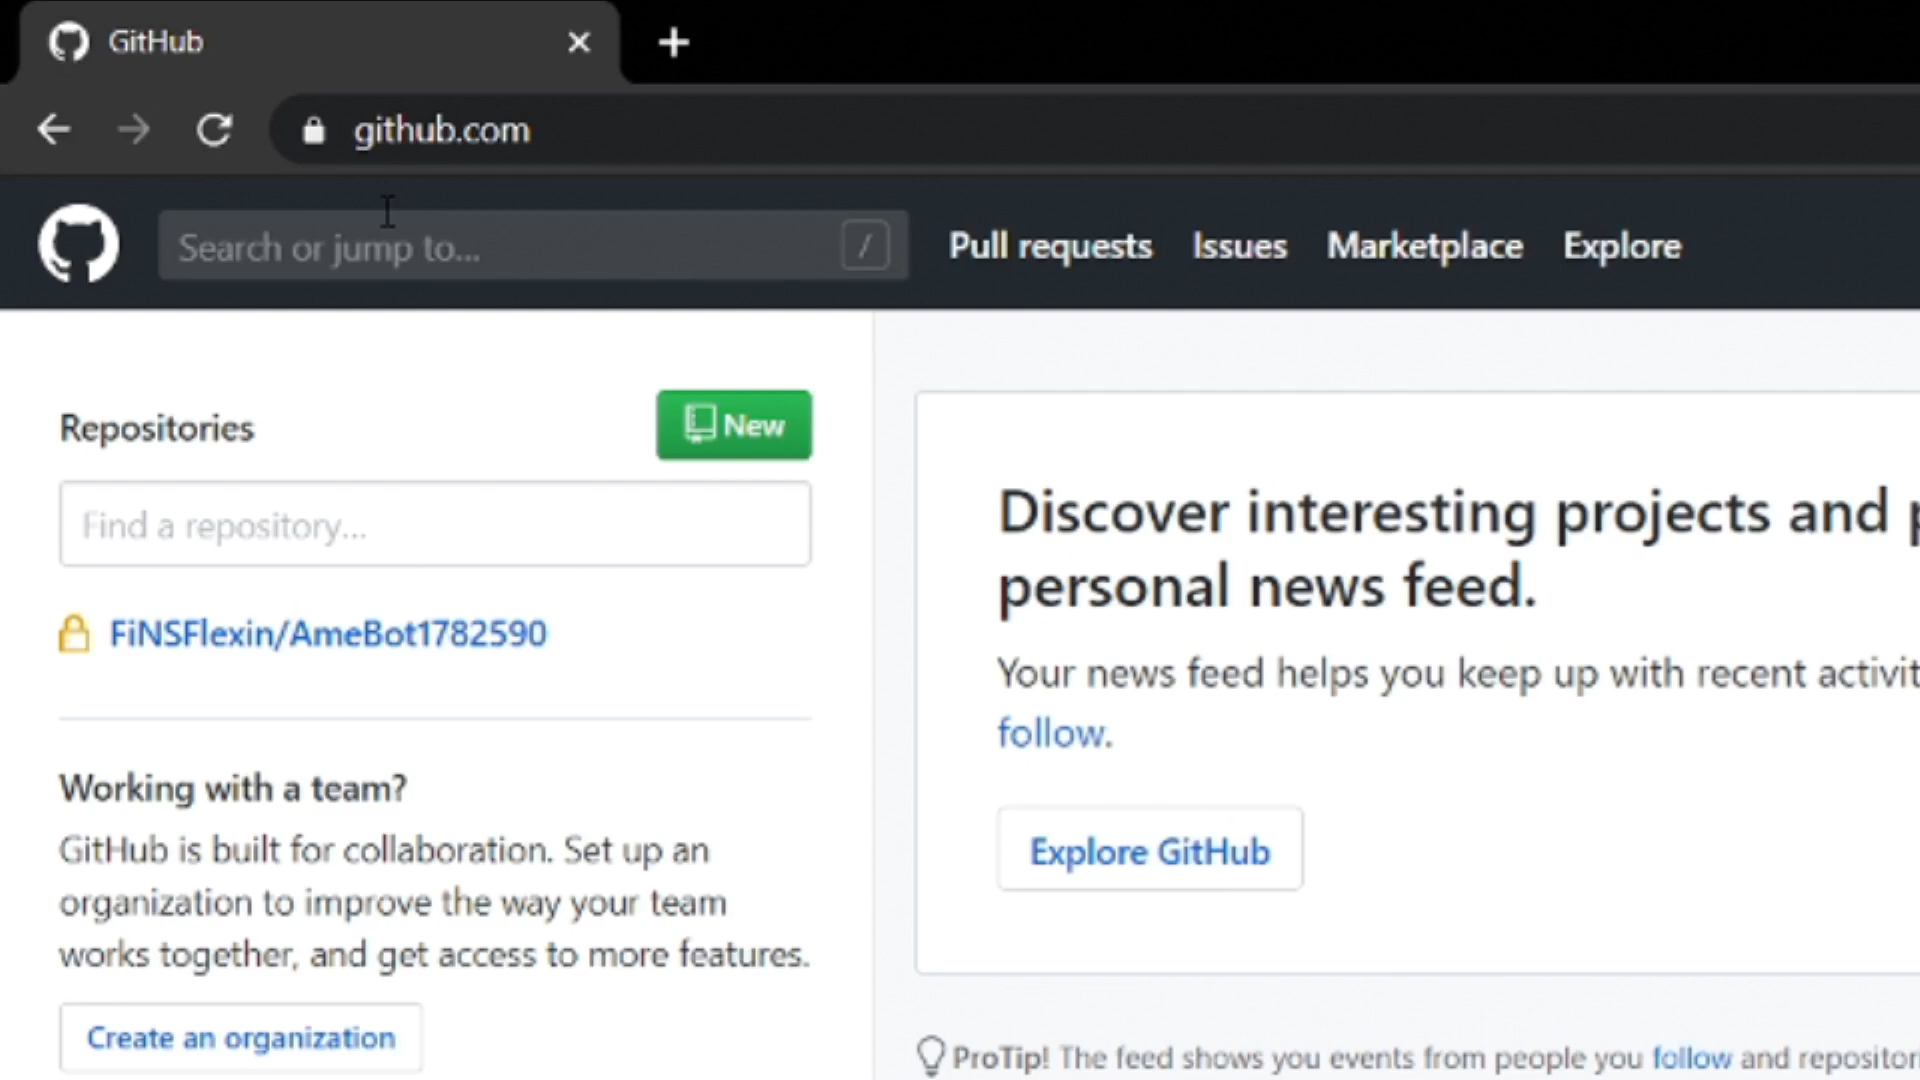 GitHub
github.com
Search or jump to...
/
Pull requests Issues Marketplace Explore
Repositories
New
Find a repository...
FiNSFlexin/AmeBot1782590
Working with a team?
GitHub is built for collaboration. Set up an
organization to improve the way your team
works together, and get access to more features.
Create an organization
Discover interesting projects and
personal news feed.
Your news feed helps you keep up with recent
follow.
Explore GitHub
ProTip! The feed shows you events from people you follow and